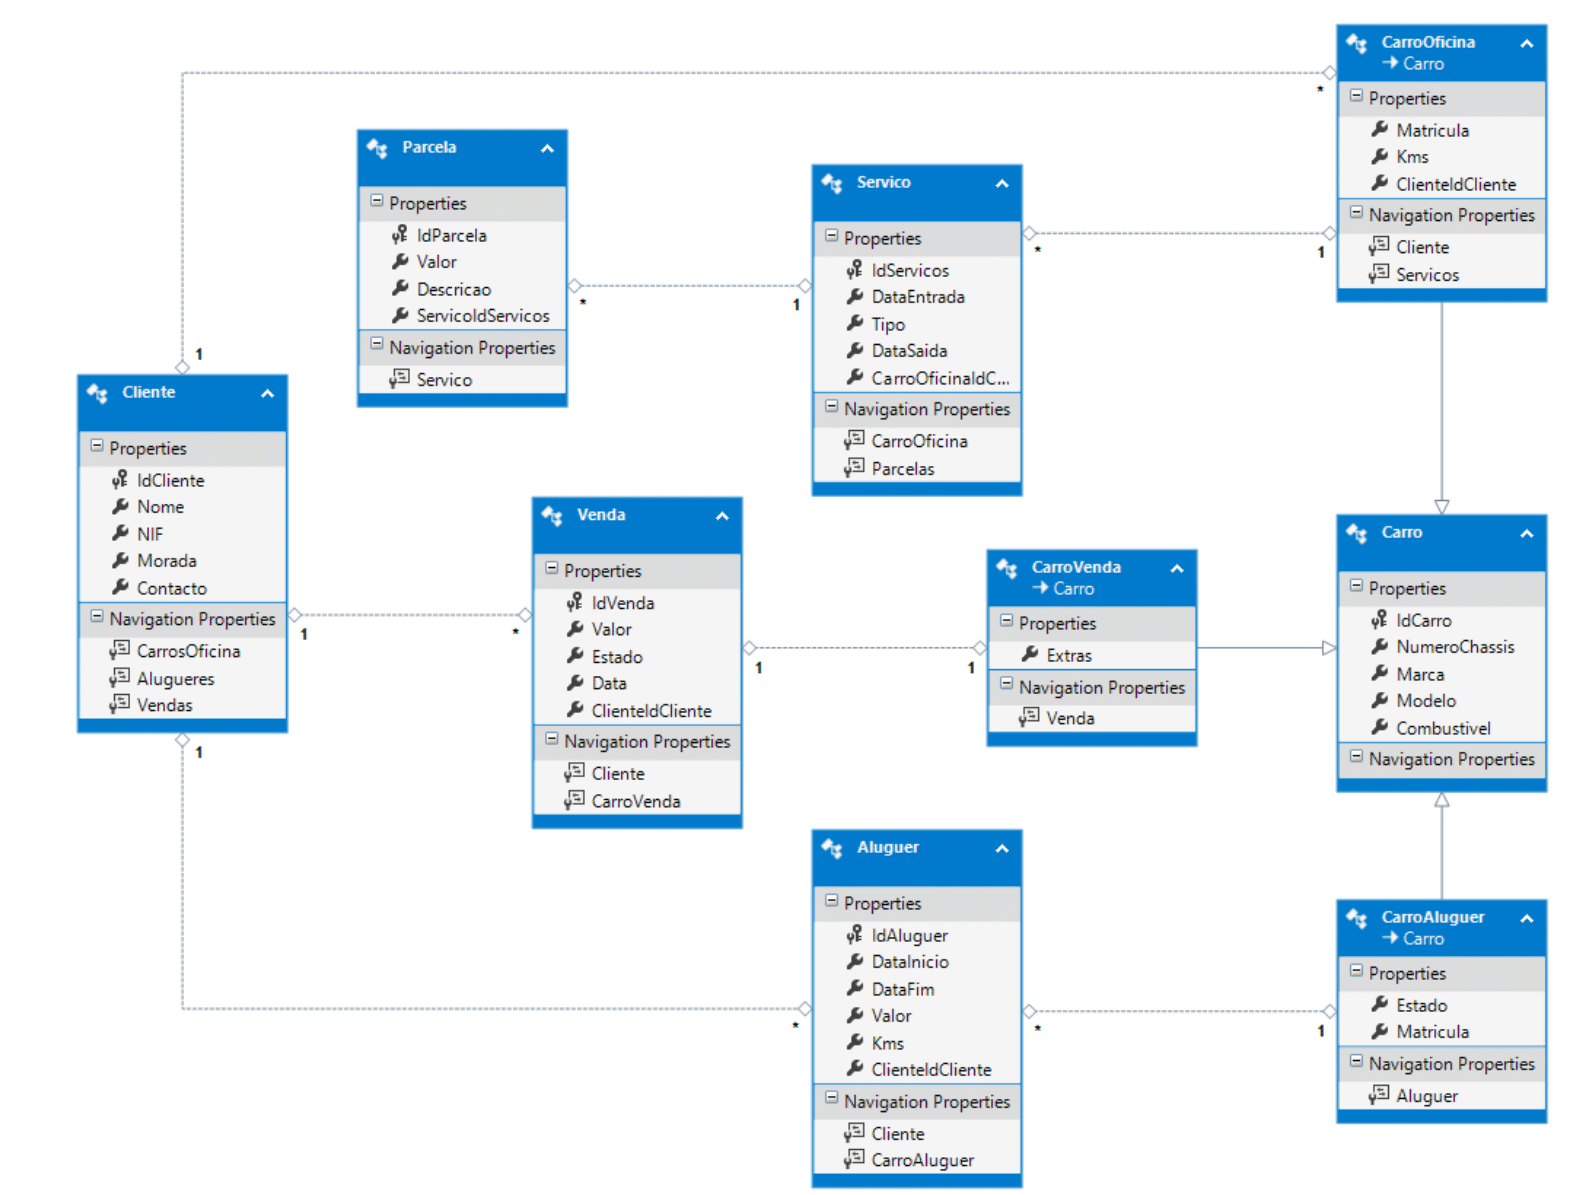 CarroOficina
Carro
Properties
Matricula
Kms
ClienteIdCliente
Navigation Properties
Cliente
Servicos
*
1
Parcela
Properties
IdParcela
Valor
Descricao
ServicoIdServicos
Navigation Properties
Servico
*
1
Servico
Properties
IdServicos
DataEntrada
Tipo
DataSaida
CarroOficinaIdC...
Navigation Properties
CarroOficina
Parcelas
*
1
Cliente
Properties
IdCliente
Nome
NIF
Morada
Contacto
Navigation Properties
CarrosOficina
Alugueres
Vendas
1
*
1
Venda
Properties
IdVenda
Valor
Estado
Data
ClienteIdCliente
Navigation Properties
Cliente
CarroVenda
1
1
CarroVenda
Carro
Properties
Extras
Navigation Properties
Venda
Carro
Properties
IdCarro
NumeroChassis
Marca
Modelo
Combustivel
Navigation Properties
Aluguer
Properties
IdAluguer
DataInicio
DataFim
Valor
Kms
ClienteIdCliente
Navigation Properties
Cliente
CarroAluguer
*
*
1
CarroAluguer
Carro
Properties
Estado
Matricula
Navigation Properties
Aluguer